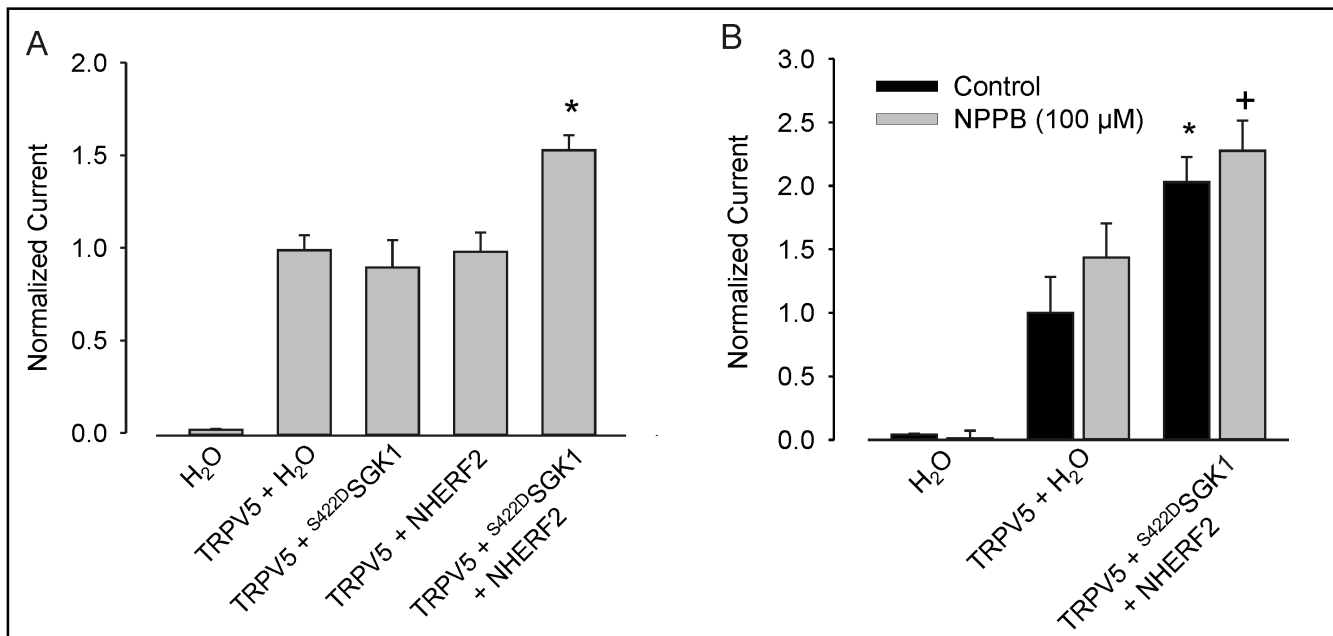 A
Normalized Current
2.0
1.5
1.0
0.5
0.0
*
H₂O
TRPV5 + H₂O
TRPV5 + ˢ⁴²²ᴰSGK1
TRPV5 + NHERF2
TRPV5 + ˢ⁴²²ᴰSGK1
+ NHERF2
B
Normalized Current
3.0
2.5
2.0
1.5
1.0
0.5
0.0
Control
NPPB (100 µM)
*
+
H₂O
TRPV5 + H₂O
TRPV5 + ˢ⁴²²ᴰSGK1
+ NHERF2